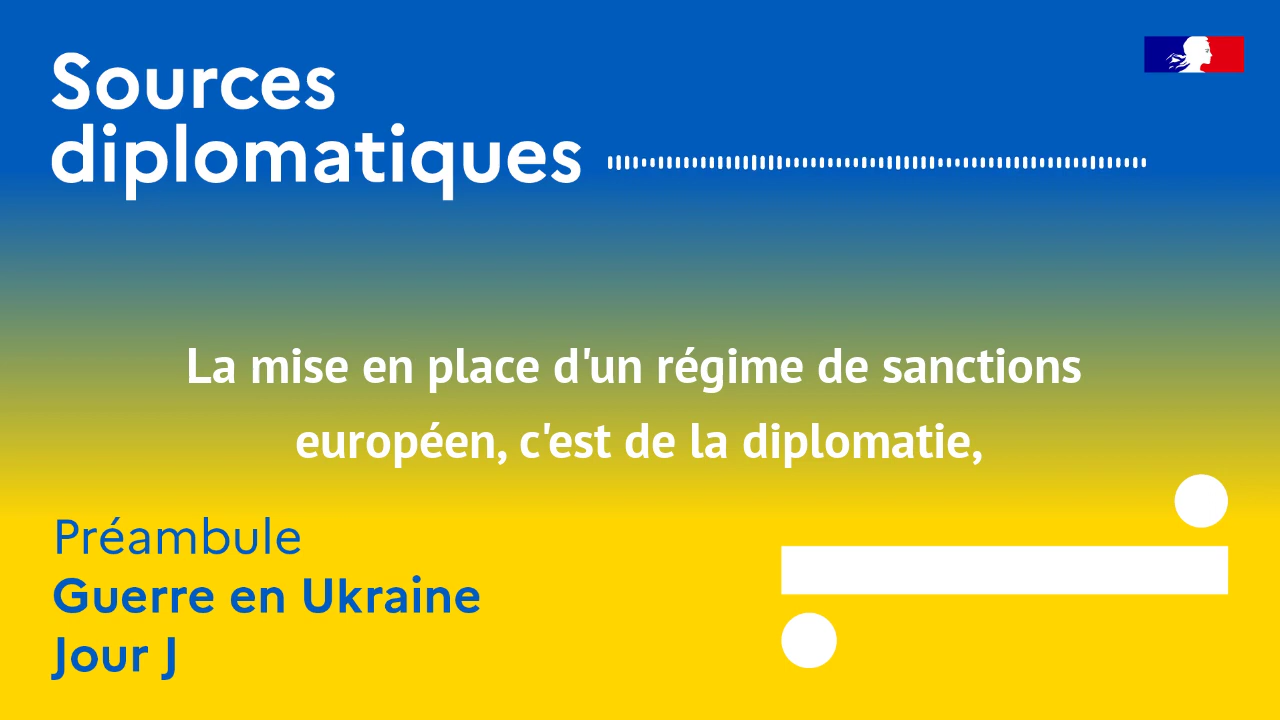 Sources
diplomatiques
La mise en place d'un régime de sanctions
européen, c'est de la diplomatie,
Préambule
Guerre en Ukraine
Jour J